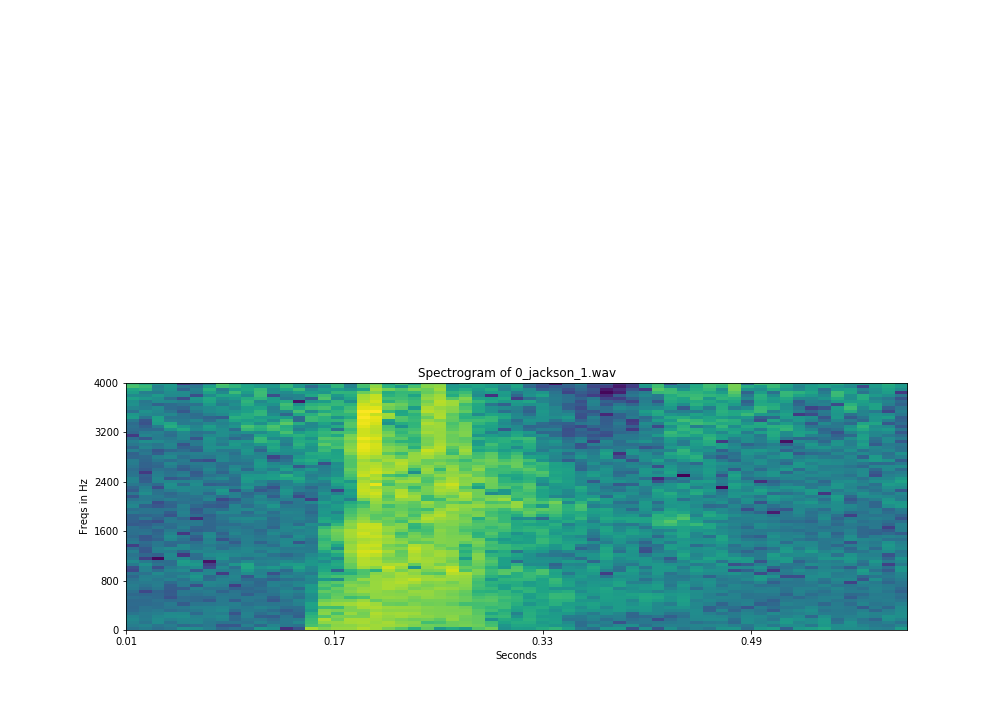 Spectrogram of 0_jackson_1.wav
4000
3200
2400
1600
800
0
Freqs in Hz
0.01 0.17 0.33 0.49
Seconds